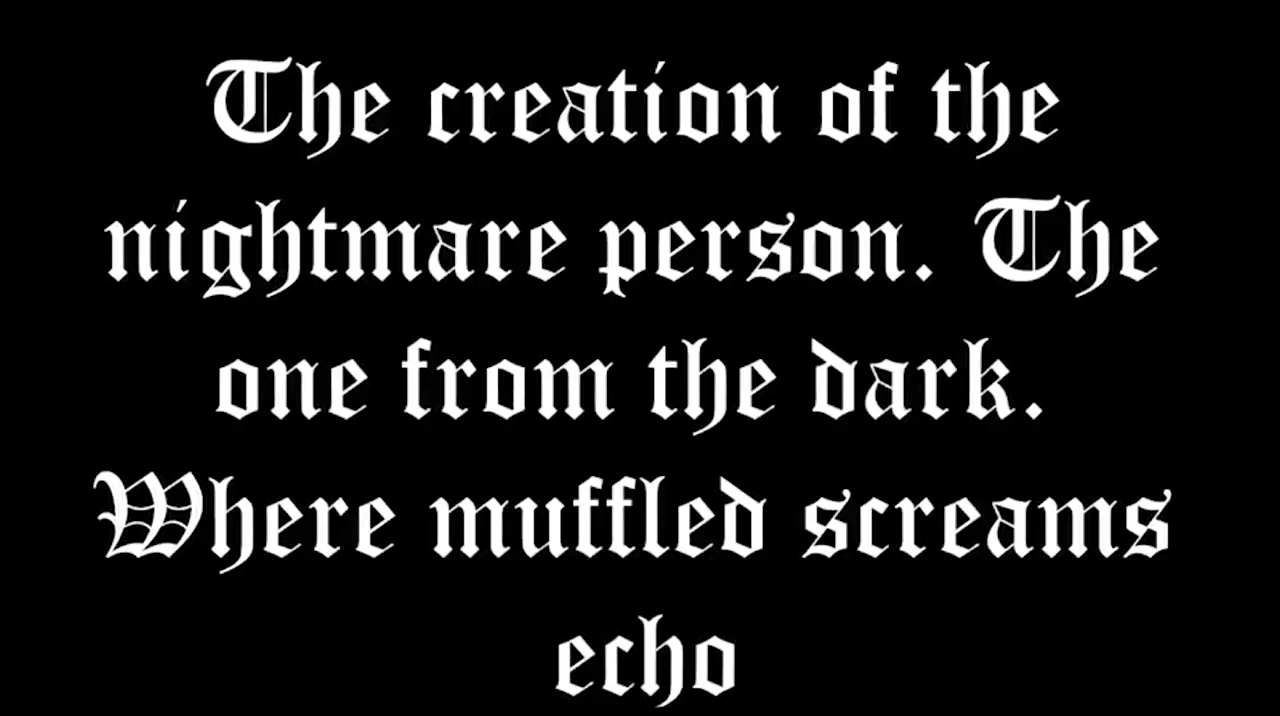 The creation of the
nightmare person. The
one from the dark.
Where muffled screams
echo